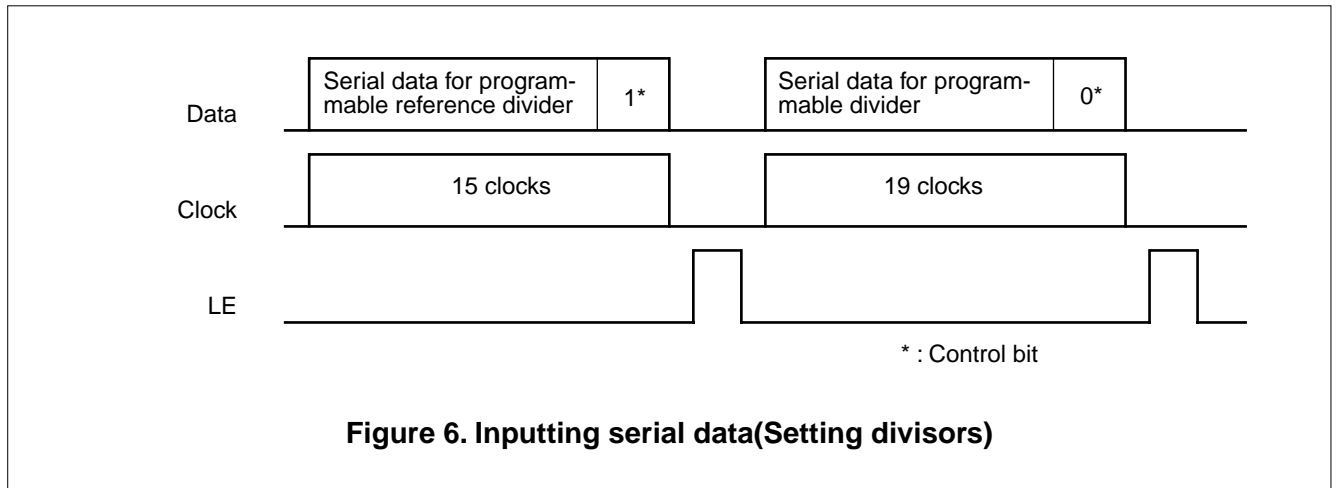 Data
Serial data for program-
mable reference divider
1*
Serial data for program-
mable divider
0*
Clock
15 clocks
19 clocks
LE
* : Control bit
Figure 6. Inputting serial data(Setting divisors)